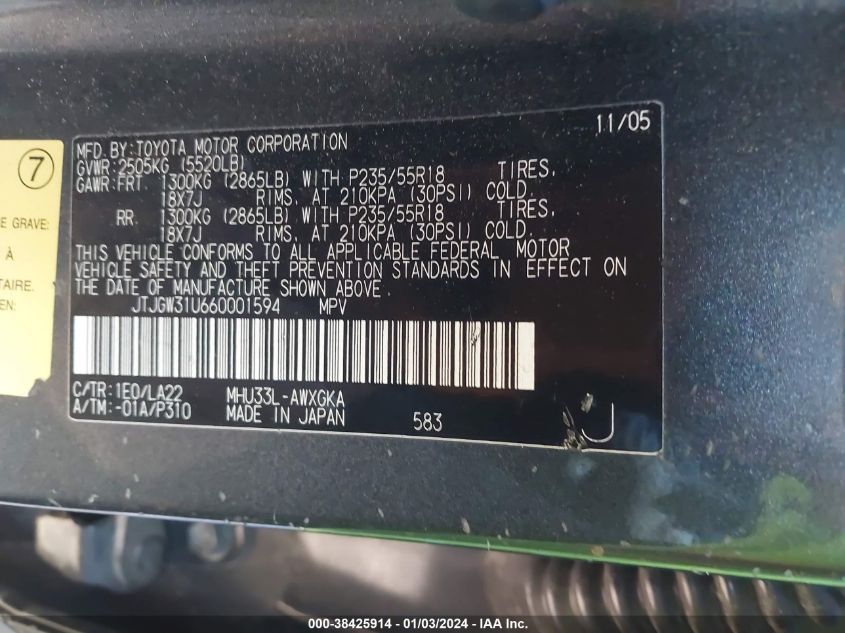 11/05
MFD.BY:TOYOTA MOTOR CORPORATION
GVWR:2505KG (5520LB)
GAWR:FRT. 1300KG (2865LB) WITH P235/55R18 TIRES,
18X7J RIMS, AT 210KPA (30PSI) COLD.
RR. 1300KG (2865LB) WITH P235/55R18 TIRES,
18X7J RIMS, AT 210KPA (30PSI) COLD.
THIS VEHICLE CONFORMS TO ALL APPLICABLE FEDERAL MOTOR
VEHICLE SAFETY AND THEFT PREVENTION STANDARDS IN EFFECT ON
THE DATE OF MANUFACTURE SHOWN ABOVE.
JTJGW31U660001594 MPV
C/TR:1E0/LA22 MHU33L-AWXGKA
A/TM:-01A/P310 MADE IN JAPAN 583
J
7
E GRAVE:
À
TAIRE.
EN:
000-38425914 - 01/03/2024 - IAA Inc.